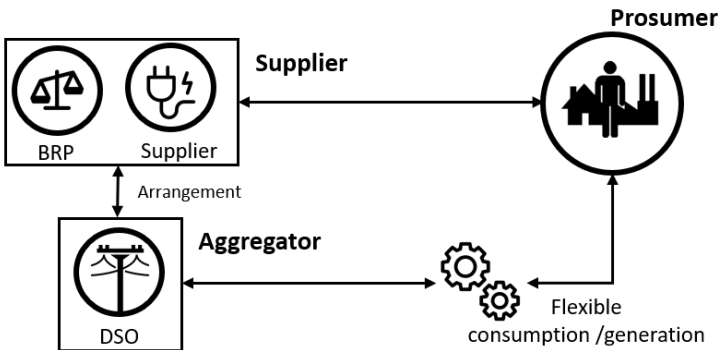 Prosumer
Supplier
BRP
Supplier
Arrangement
Aggregator
DSO
Flexible
consumption /generation